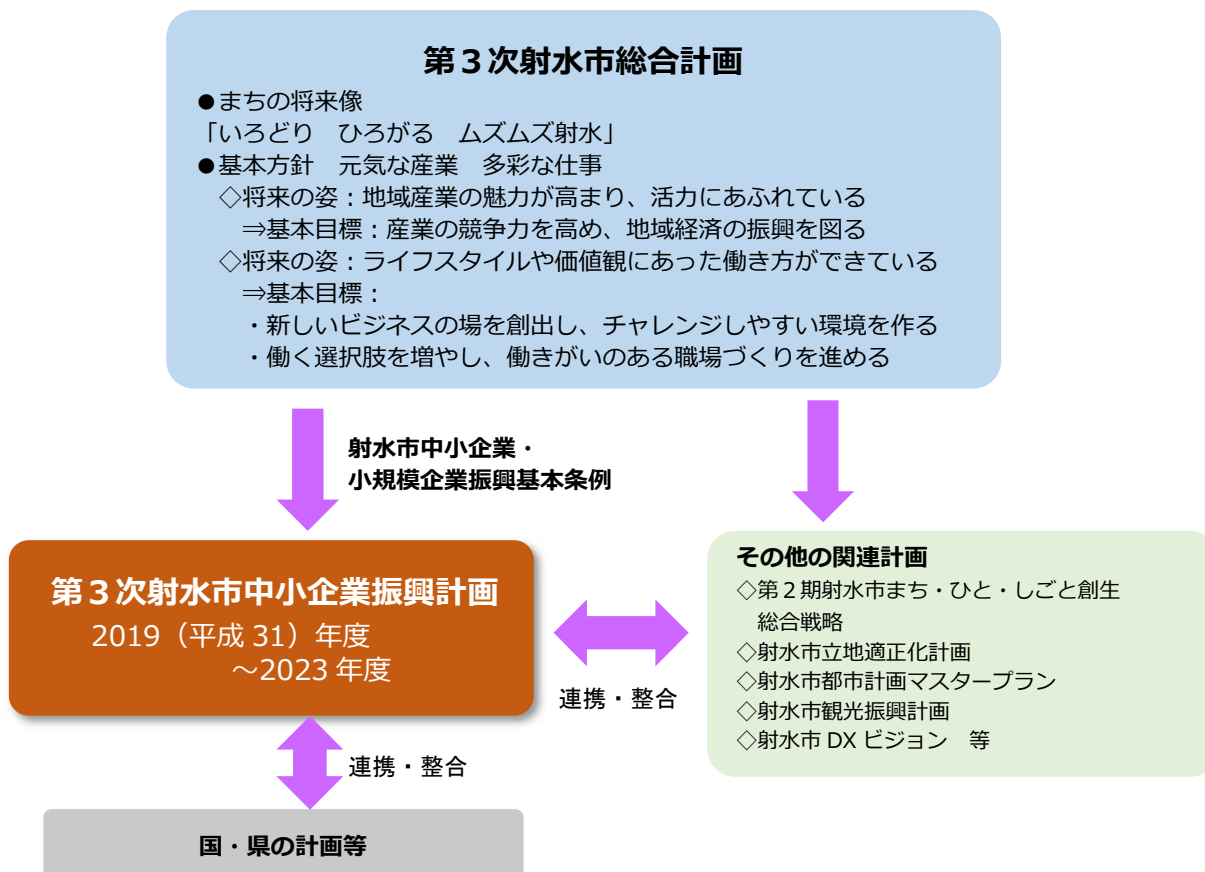 第３次射水市総合計画
●まちの将来像
「いろどり　ひろがる　ムズムズ射水」
●基本方針　元気な産業　多彩な仕事
◇将来の姿：地域産業の魅力が高まり、活力にあふれている
⇒基本目標：産業の競争力を高め、地域経済の振興を図る
◇将来の姿：ライフスタイルや価値観にあった働き方ができている
⇒基本目標：
・新しいビジネスの場を創出し、チャレンジしやすい環境を作る
・働く選択肢を増やし、働きがいのある職場づくりを進める
射水市中小企業・
小規模企業振興基本条例
第３次射水市中小企業振興計画
2019（平成 31）年度
～2023 年度
連携・整合
その他の関連計画
◇第２期射水市まち・ひと・しごと創生
総合戦略
◇射水市立地適正化計画
◇射水市都市計画マスタープラン
◇射水市観光振興計画
◇射水市 DX ビジョン　等
連携・整合
国・県の計画等